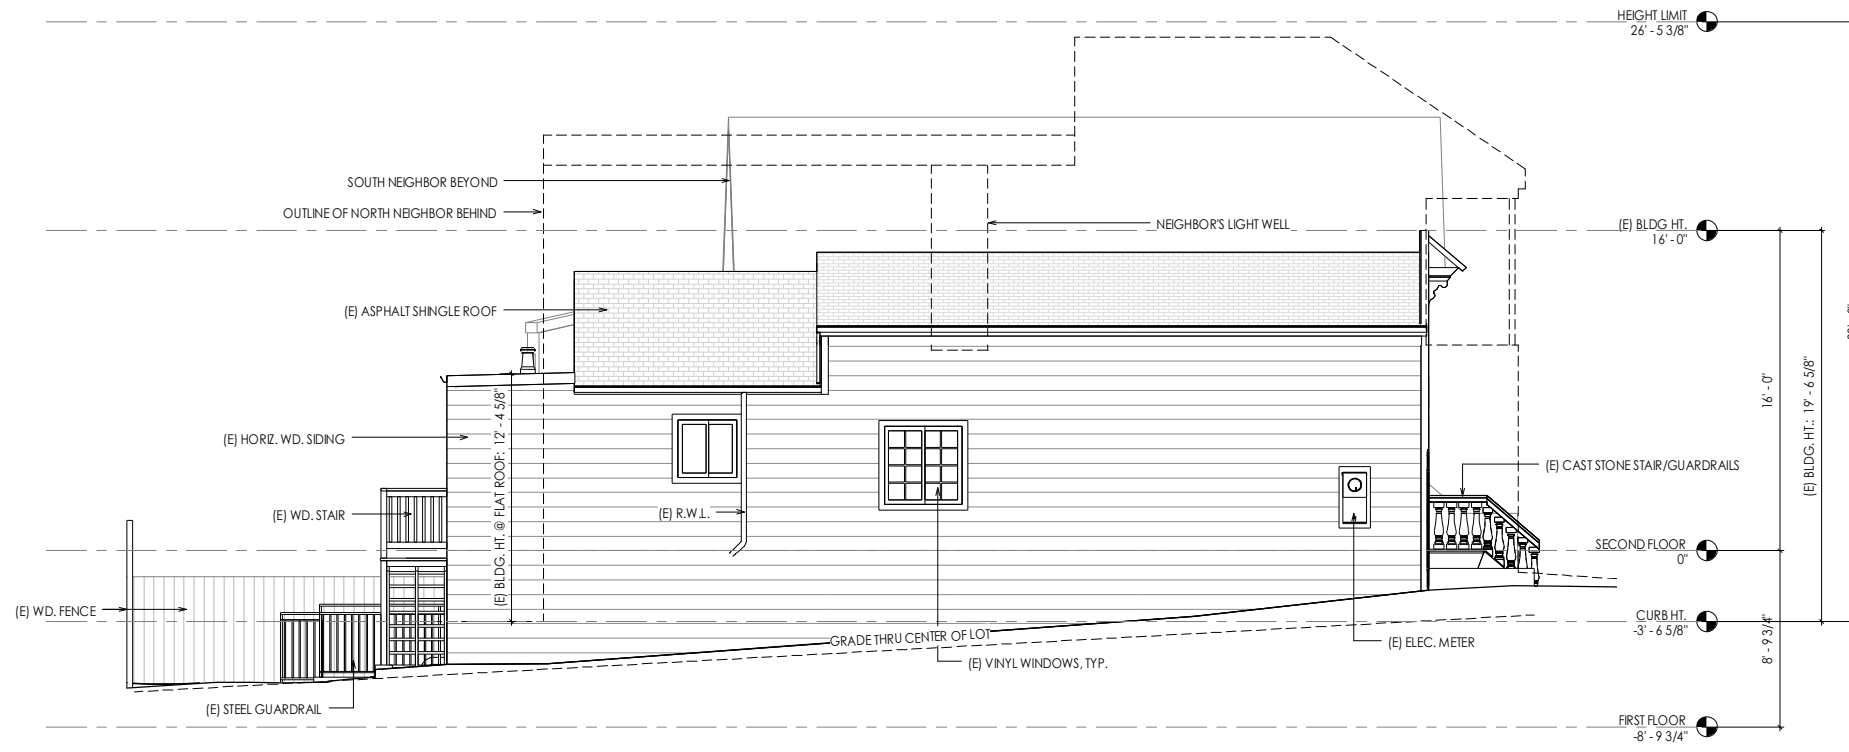 HEIGHT LIMIT
26' - 5 3/8"
SOUTH NEIGHBOR BEYOND
OUTLINE OF NORTH NEIGHBOR BEHIND
NEIGHBOR'S LIGHT WELL
(E) BLDG HT.
16' - 0"
(E) ASPHALT SHINGLE ROOF
(E) BLDG. HT. @ FLAT ROOF: 12' - 4 5/8"
16' - 0"
(E) BLDG. HT.: 19' - 6 5/8"
(E) HORIZ. WD. SIDING
(E) CAST STONE STAIR/GUARDRAILS
(E) WD. STAIR
(E) R.W.L.
SECOND FLOOR
0"
(E) WD. FENCE
CURB HT.
-3' - 6 5/8"
GRADE THRU CENTER OF LOT
(E) ELEC. METER
8' - 9 3/4"
(E) VINYL WINDOWS, TYP.
(E) STEEL GUARDRAIL
FIRST FLOOR
-8' - 9 3/4"